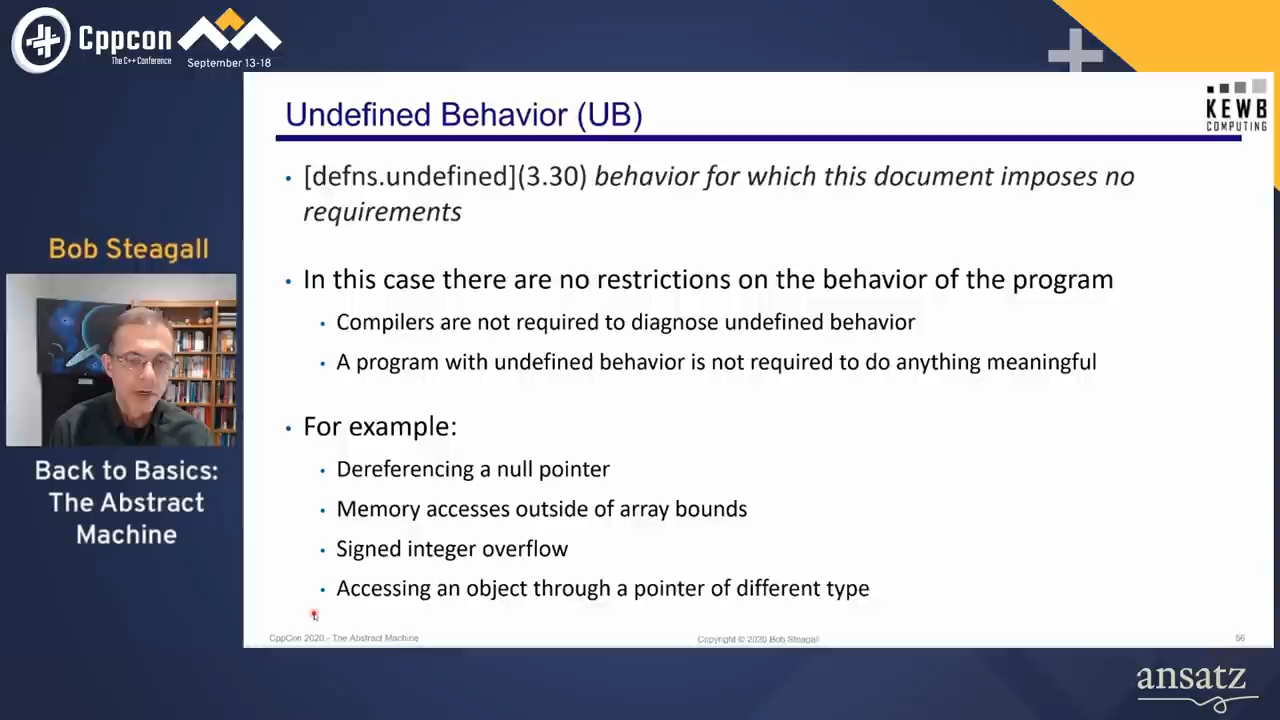 Cppcon
The C++ Conference
September 13-18
KEWB
COMPUTING
Undefined Behavior (UB)
• [defns.undefined](3.30) behavior for which this document imposes no
requirements
• In this case there are no restrictions on the behavior of the program
• Compilers are not required to diagnose undefined behavior
• A program with undefined behavior is not required to do anything meaningful
• For example:
• Dereferencing a null pointer
• Memory accesses outside of array bounds
• Signed integer overflow
• Accessing an object through a pointer of different type
CppCon 2020 - The Abstract Machine
Copyright © 2020 Bob Steagall
56
Bob Steagall
Back to Basics:
The Abstract
Machine
ansatz